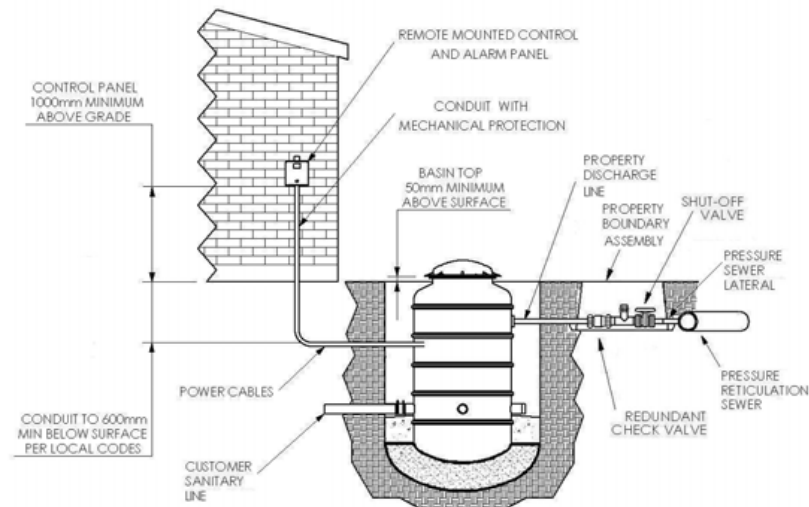 REMOTE MOUNTED CONTROL
AND ALARM PANEL
CONTROL PANEL
1000mm MINIMUM
ABOVE GRADE
CONDUIT WITH
MECHANICAL PROTECTION
BASIN TOP
50mm MINIMUM
ABOVE SURFACE
PROPERTY
DISCHARGE
LINE
PROPERTY
BOUNDARY
ASSEMBLY
SHUT-OFF
VALVE
PRESSURE
SEWER
LATERAL
POWER CABLES
CONDUIT TO 600mm
MIN BELOW SURFACE
PER LOCAL CODES
CUSTOMER
SANITARY
LINE
REDUNDANT
CHECK VALVE
PRESSURE
RETICULATION
SEWER